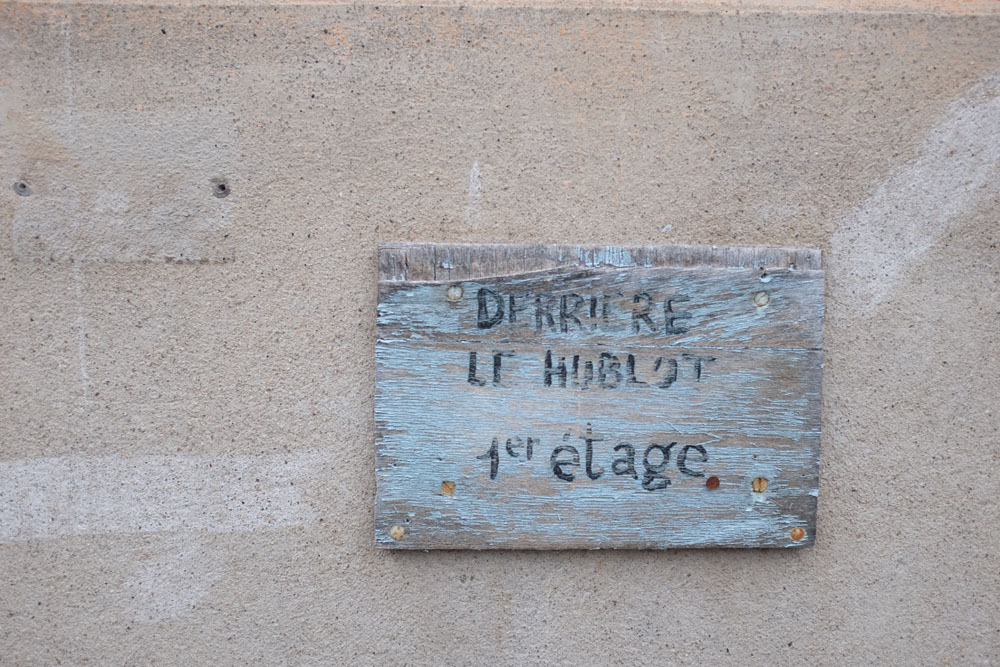 DERRIERE
LE HUBLOT
1er étage